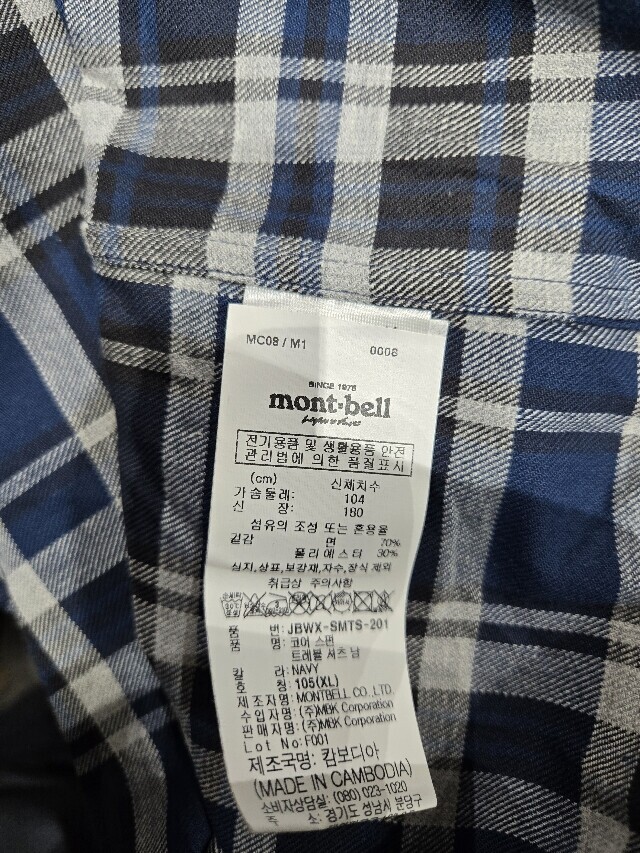 MC08 / M1 0008
SINCE 1975
mont-bell
전기용품 및 생활용품 안전
관리법에 의한 품질표시
(cm) 신체치수
가슴둘레: 104
신 장: 180
섬유의 조성 또는 혼용율
겉감 면 70%
폴리에스터 30%
심지,상표,보강재,자수,장식 제외
취급상 주의사항
품 번: JBWX-SMTS-201
품 명: 코어 스판
트레블 셔츠 남
칼 라: NAVY
호 칭: 105(XL)
제조자명: MONTBELL CO.,LTD.
수입자명: (주)MBK Corporation
판매자명: (주)MBK Corporation
Lot No: F001
제조국명: 캄보디아
(MADE IN CAMBODIA)
소비자상담실: (080) 023-1020
주 소: 경기도 성남시 분당구